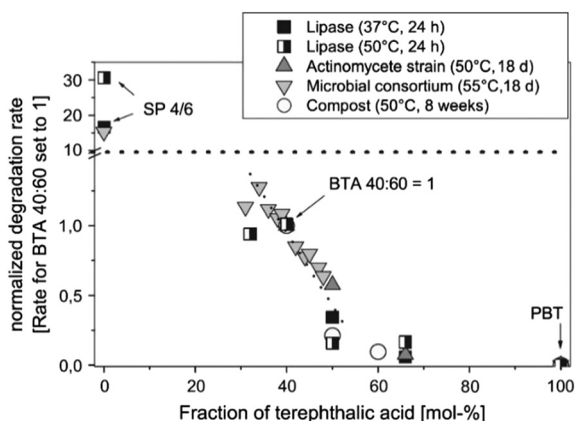 Lipase (37°C, 24 h)
Lipase (50°C, 24 h)
Actinomycete strain (50°C, 18 d)
Microbial consortium (55°C, 18 d)
Compost (50°C, 8 weeks)
normalized degradation rate
[Rate for BTA 40:60 set to 1]
30
20
10
1,0
0,5
0,0
SP 4/6
BTA 40:60 = 1
PBT
0
20
40
60
80
100
Fraction of terephthalic acid [mol-%]